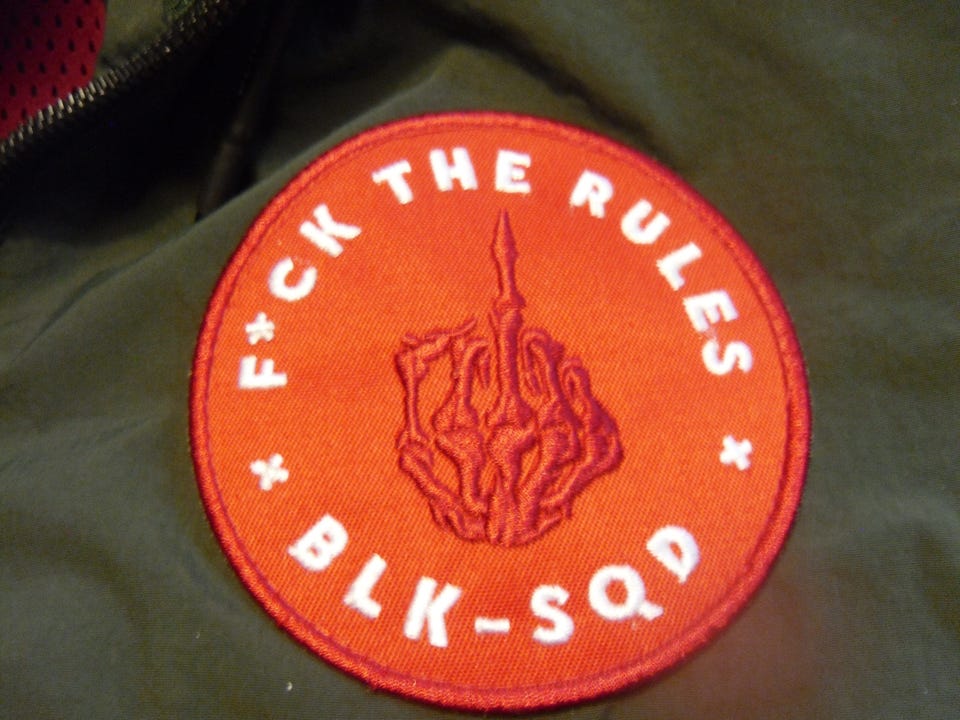 F*CK THE RULES
BLK-SQD